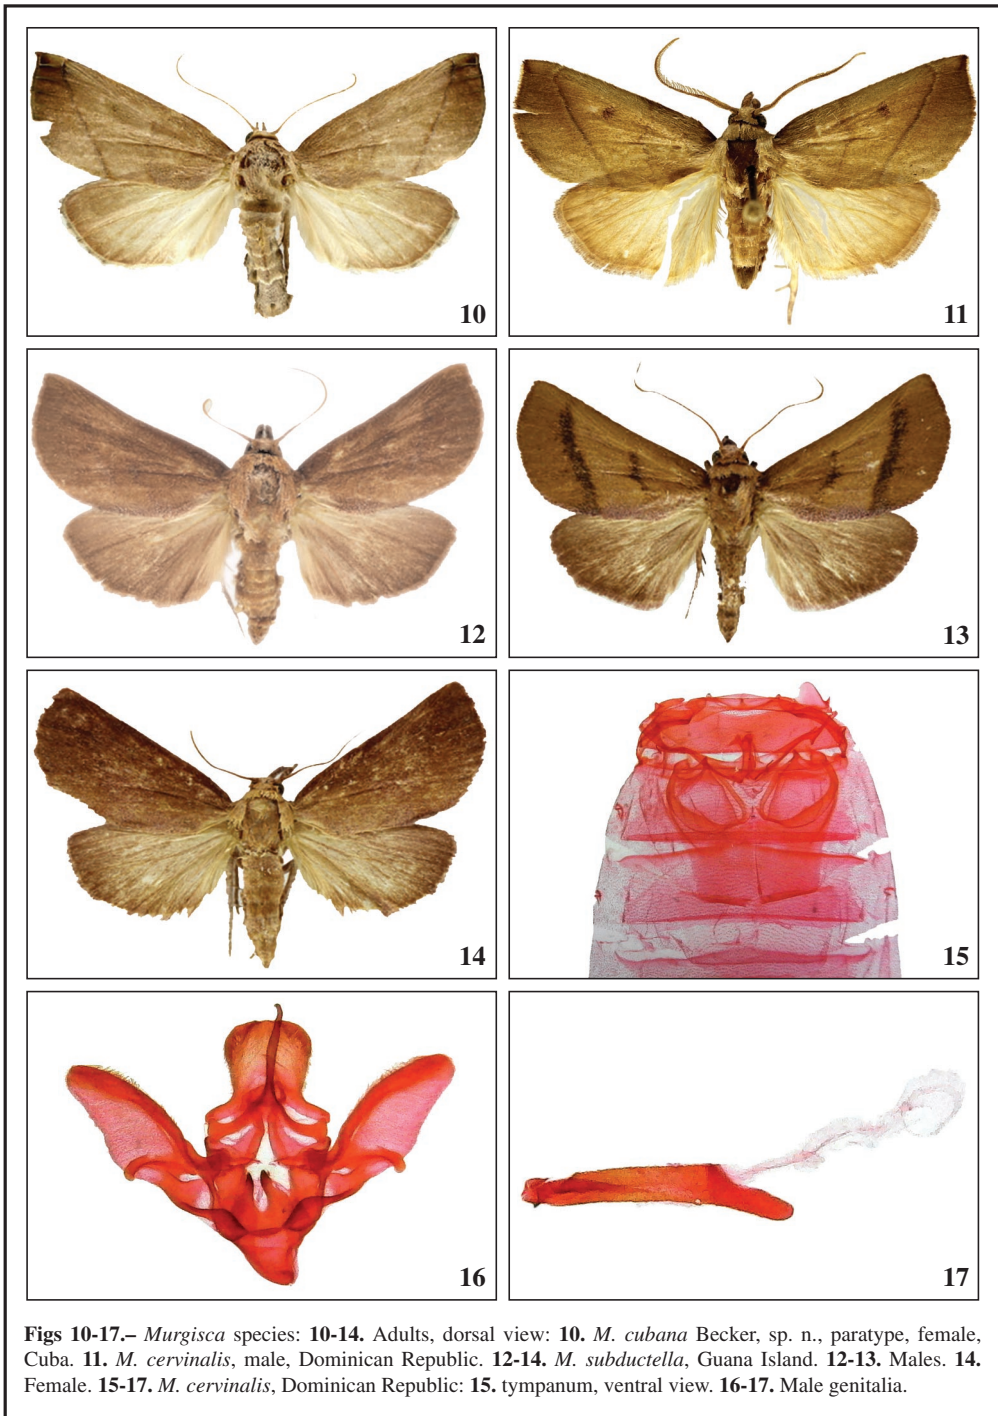 10
11
12
13
14
15
16
17
Figs 10-17.– Murgisca species: 10-14. Adults, dorsal view: 10. M. cubana Becker, sp. n., paratype, female,
Cuba. 11. M. cervinalis, male, Dominican Republic. 12-14. M. subductella, Guana Island. 12-13. Males. 14.
Female. 15-17. M. cervinalis, Dominican Republic: 15. tympanum, ventral view. 16-17. Male genitalia.